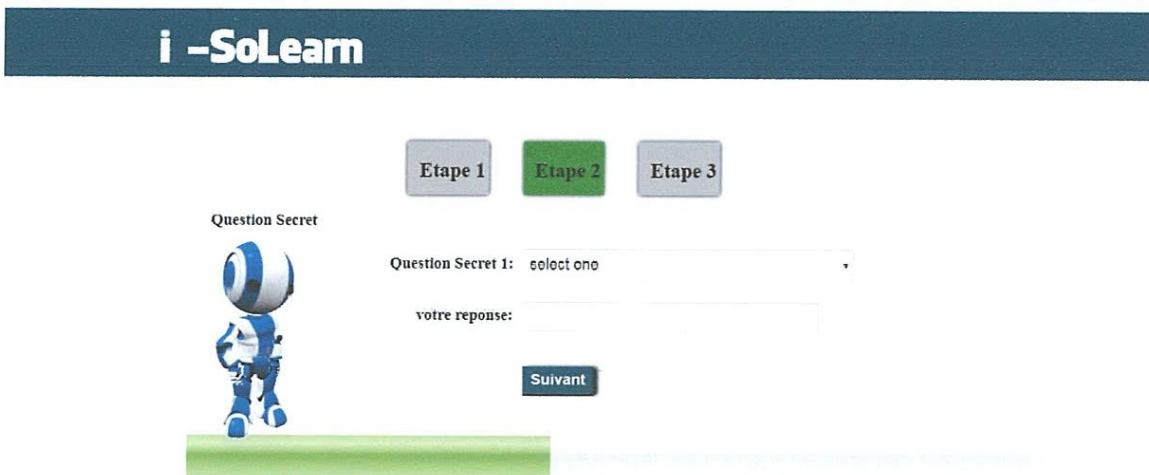 i -SoLearn
Etape 1
Etape 2
Etape 3
Question Secret
Question Secret 1: select one
votre reponse:
Suivant